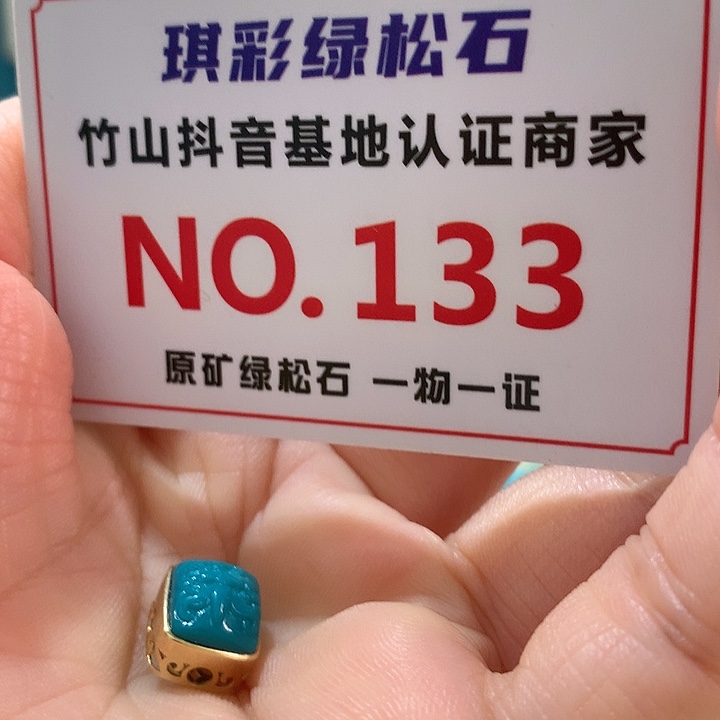 琪彩绿松石
竹山抖音基地认证商家
NO.133
原矿绿松石 一物一证